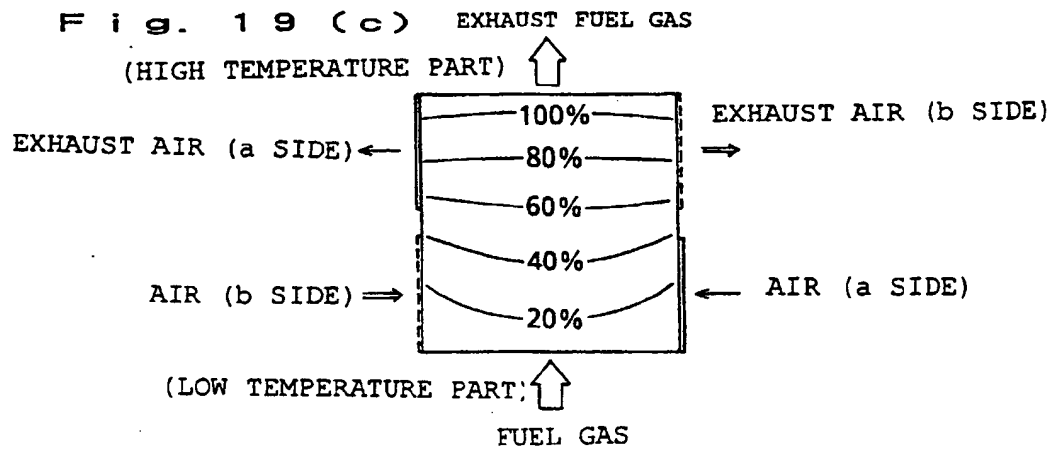 Fig. 19 (c)
EXHAUST FUEL GAS
(HIGH TEMPERATURE PART)
100%
EXHAUST AIR (b SIDE)
EXHAUST AIR (a SIDE)
80%
60%
40%
AIR (b SIDE)
AIR (a SIDE)
20%
(LOW TEMPERATURE PART)
FUEL GAS